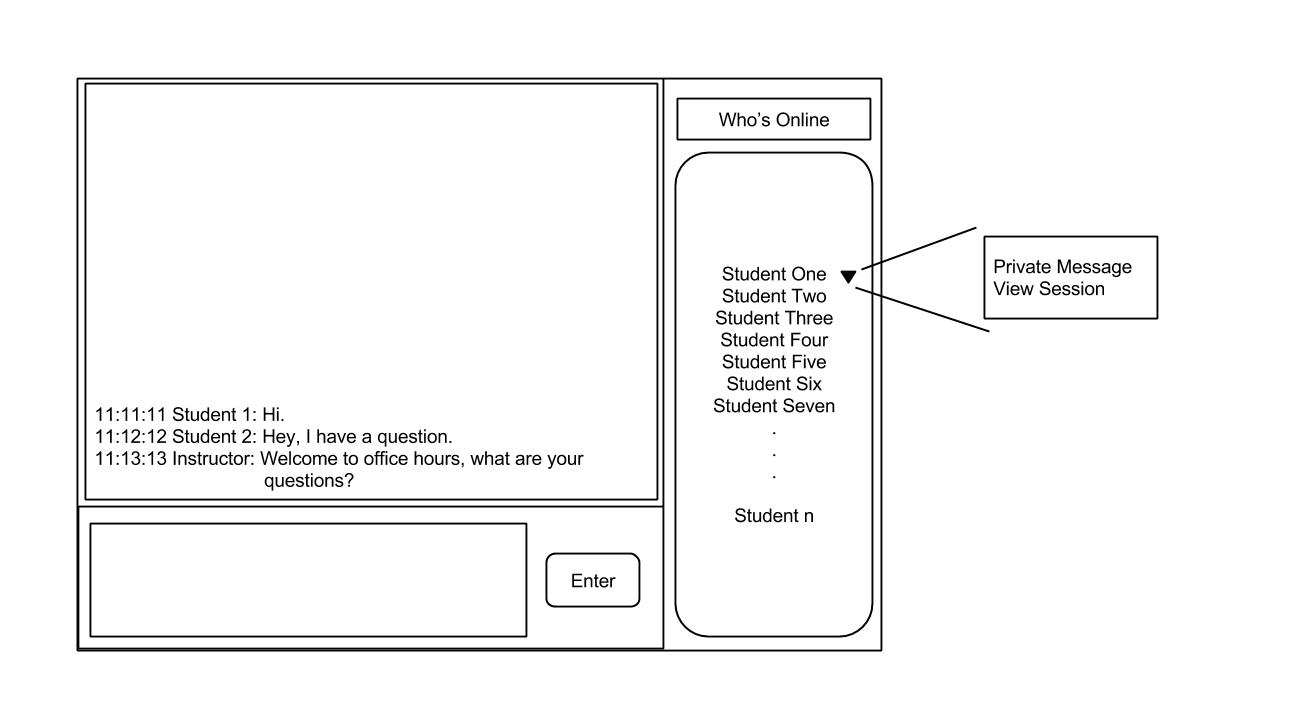 11:11:11 Student 1: Hi.
11:12:12 Student 2: Hey, I have a question.
11:13:13 Instructor: Welcome to office hours, what are your
questions?
Enter
Who’s Online
Student One
Student Two
Student Three
Student Four
Student Five
Student Six
Student Seven
.
.
.
Student n
Private Message
View Session